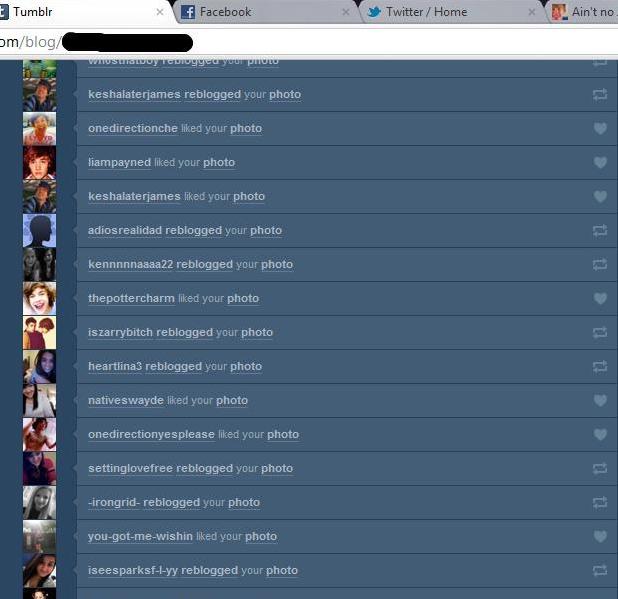 Tumblr
Facebook
Twitter / Home
Ain't no
om/blog/
reblogged your photo
keshalaterjames reblogged your photo
onedirectionche liked your photo
liampayned liked your photo
keshalaterjames liked your photo
adiosrealidad reblogged your photo
kennnnnaaaa22 reblogged your photo
thepottercharm liked your photo
iszarrybitch reblogged your photo
heartlina3 reblogged your photo
nativeswayde liked your photo
onedirectionyesplease liked your photo
settinglovefree reblogged your photo
-irongrid- reblogged your photo
you-got-me-wishin liked your photo
iseesparksf-l-yy reblogged your photo